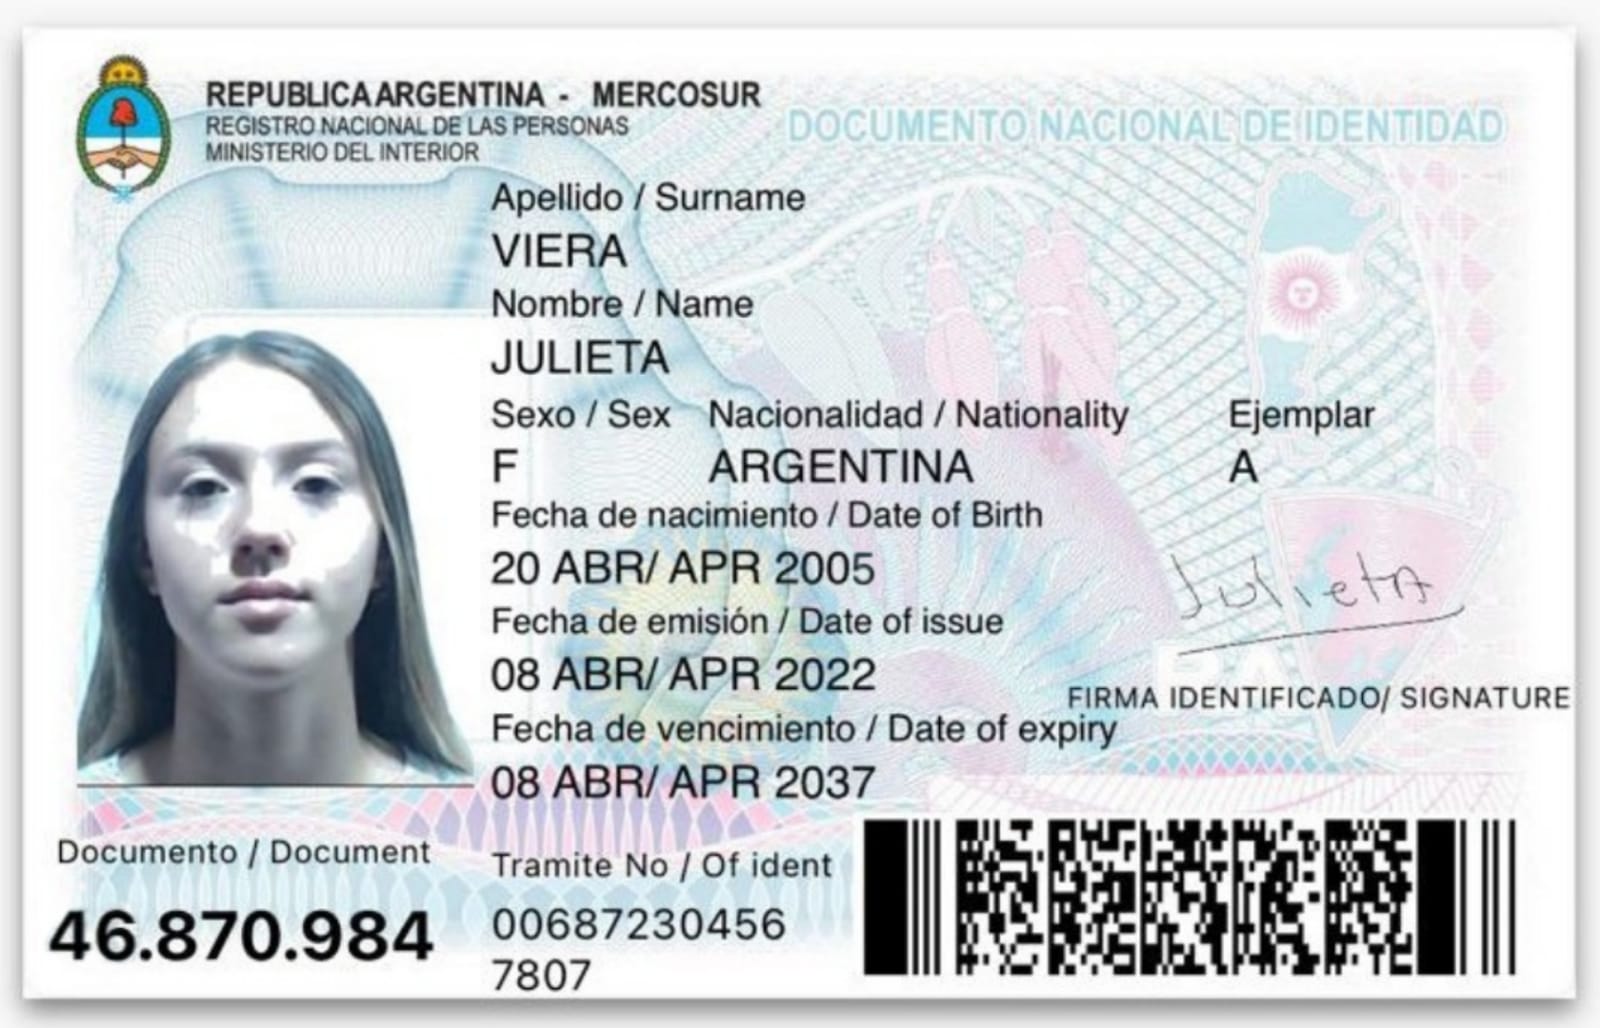 REPUBLICA ARGENTINA - MERCOSUR
REGISTRO NACIONAL DE LAS PERSONAS
MINISTERIO DEL INTERIOR
DOCUMENTO NACIONAL DE IDENTIDAD
Apellido / Surname
VIERA
Nombre / Name
JULIETA
Sexo / Sex Nacionalidad / Nationality Ejemplar
F ARGENTINA A
Fecha de nacimiento / Date of Birth
20 ABR/ APR 2005
Fecha de emisión / Date of issue
08 ABR/ APR 2022
Julieta
FIRMA IDENTIFICADO/ SIGNATURE
Fecha de vencimiento / Date of expiry
08 ABR/ APR 2037
Documento / Document
46.870.984
Tramite No / Of ident
00687230456
7807